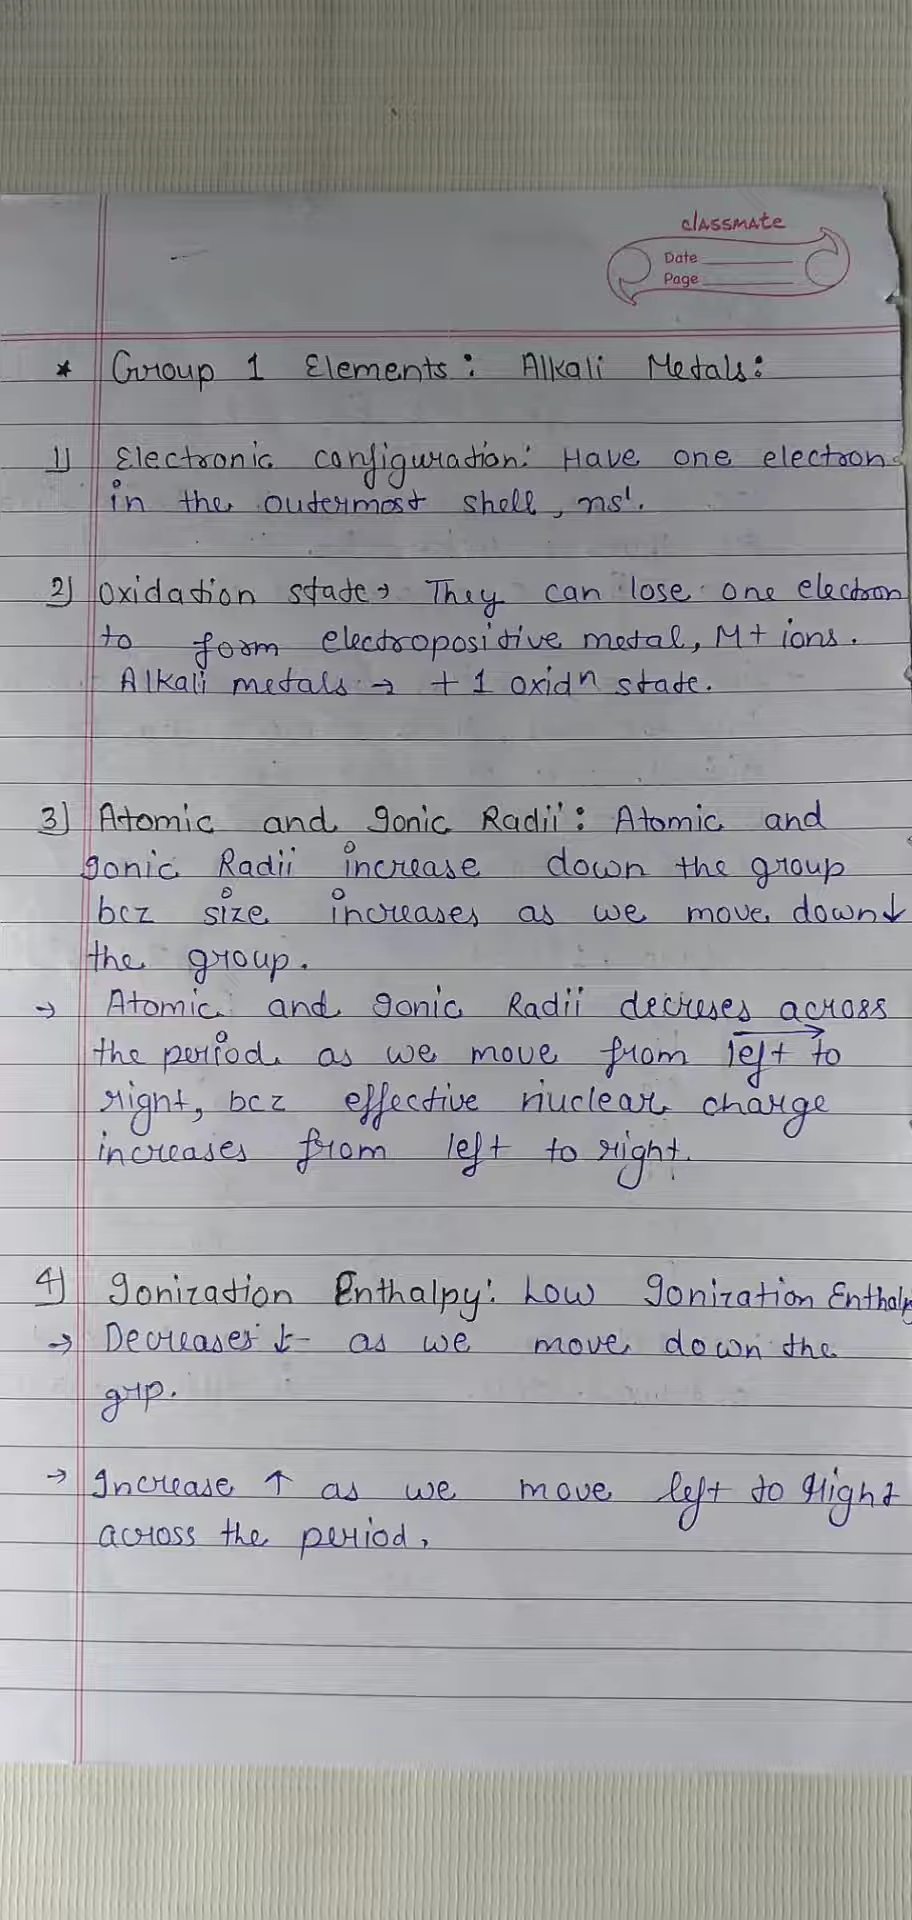 classmate
Date
Page
* Group 1 Elements: Alkali Metals:
1) Electronic configuration: Have one electron
in the outermost shell, ns¹.
2) Oxidation state → They can lose one electron
to form electropositive metal, M+ ions.
Alkali metals → +1 oxidⁿ state.
3) Atomic and Ionic Radii: Atomic and
Ionic Radii increase down the group
bcz size increases as we move down↓
the group.
→ Atomic and Ionic Radii decreses across
the period as we move from left to
right, bcz effective nuclear charge
increases from left to right.
4) Ionization Enthalpy: Low Ionization Enthalp
→ Decreases ↓ as we move down the
grp.
→ Increase ↑ as we move left to right
across the period,